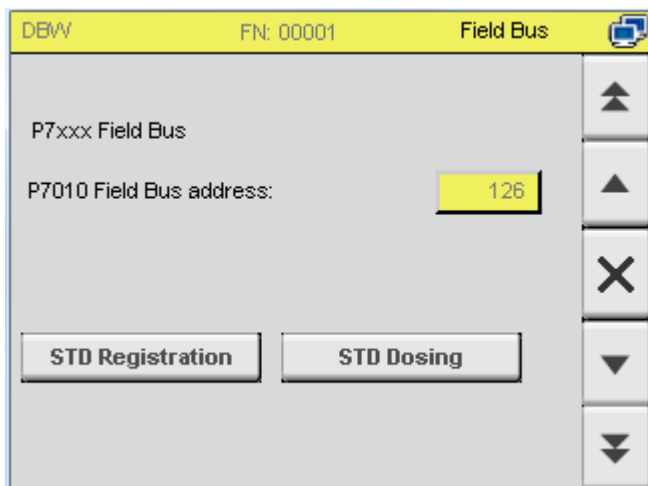 DBW FN: 00001 Field Bus
P7xxx Field Bus
P7010 Field Bus address: 126
STD Registration STD Dosing